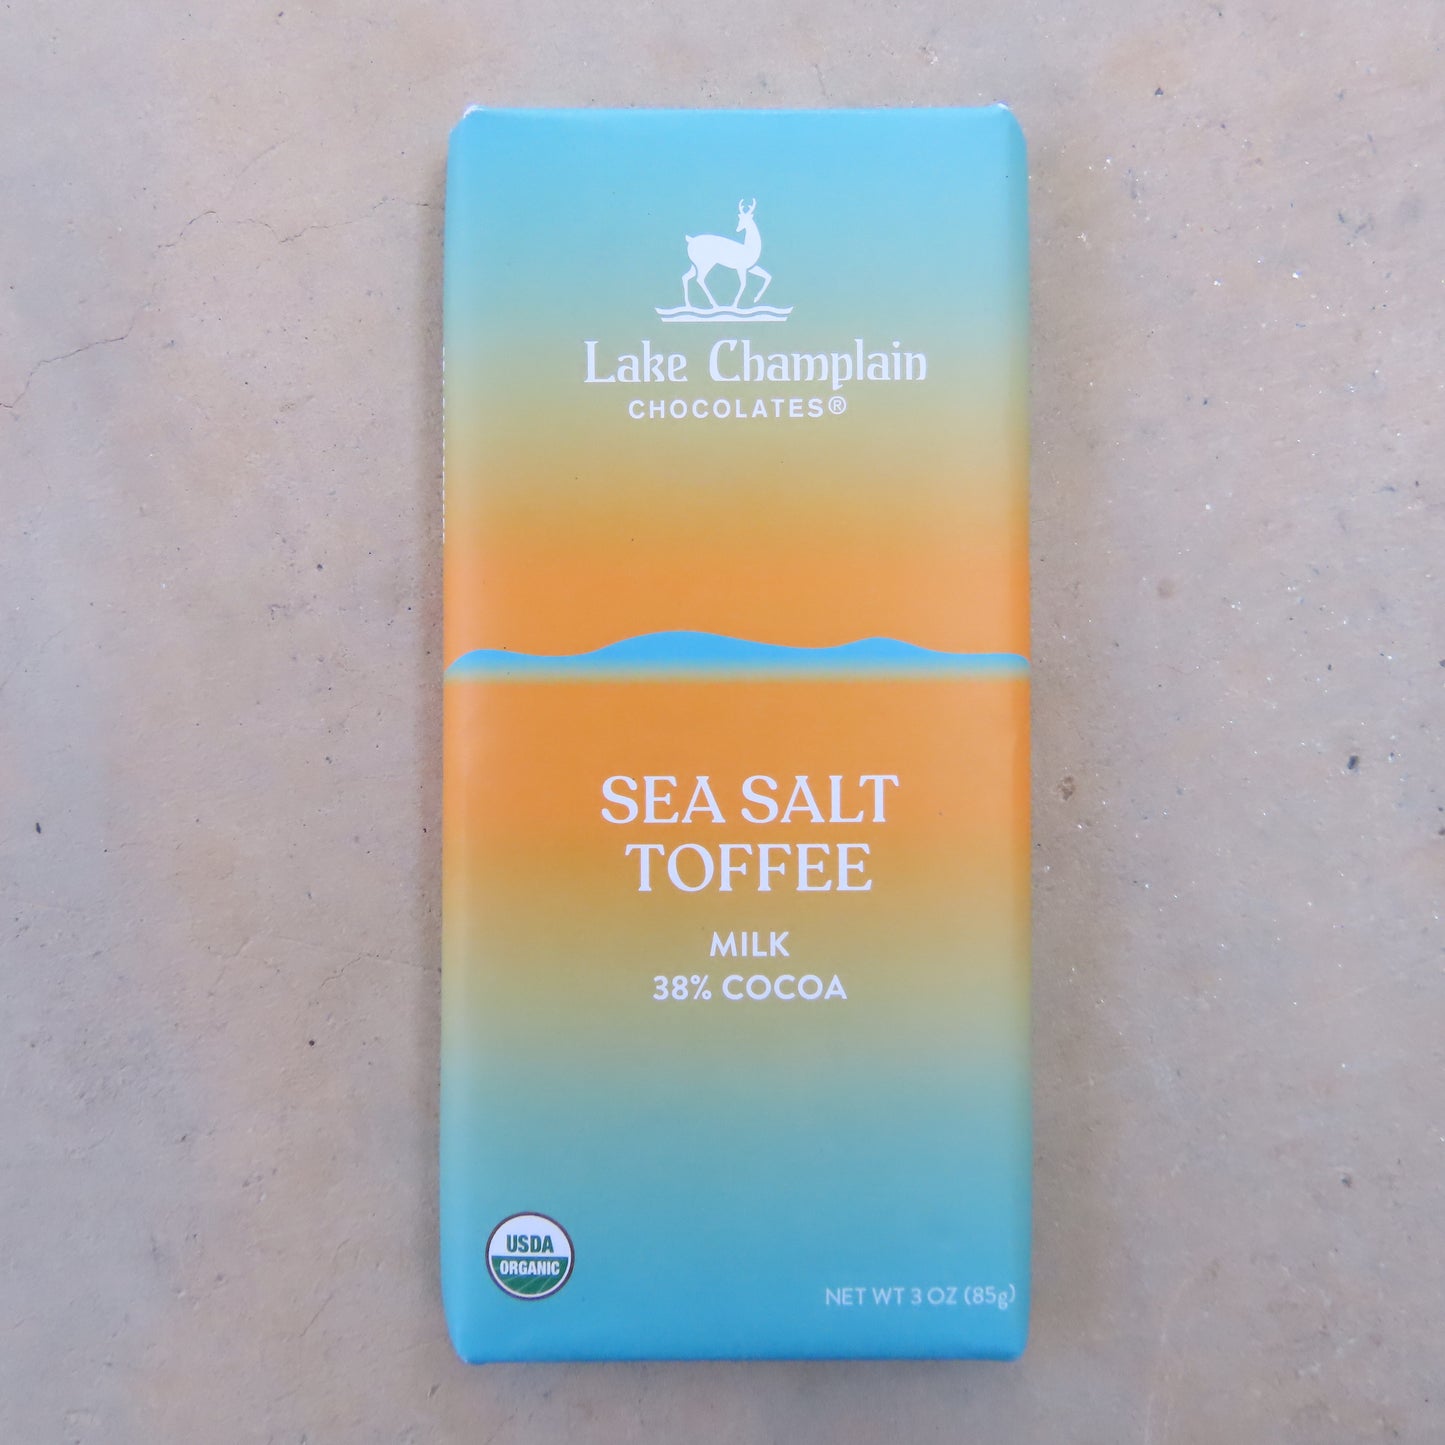 Lake Champlain
CHOCOLATES®
SEA SALT
TOFFEE
MILK
38% COCOA
USDA
ORGANIC
NET WT 3 OZ (85g)